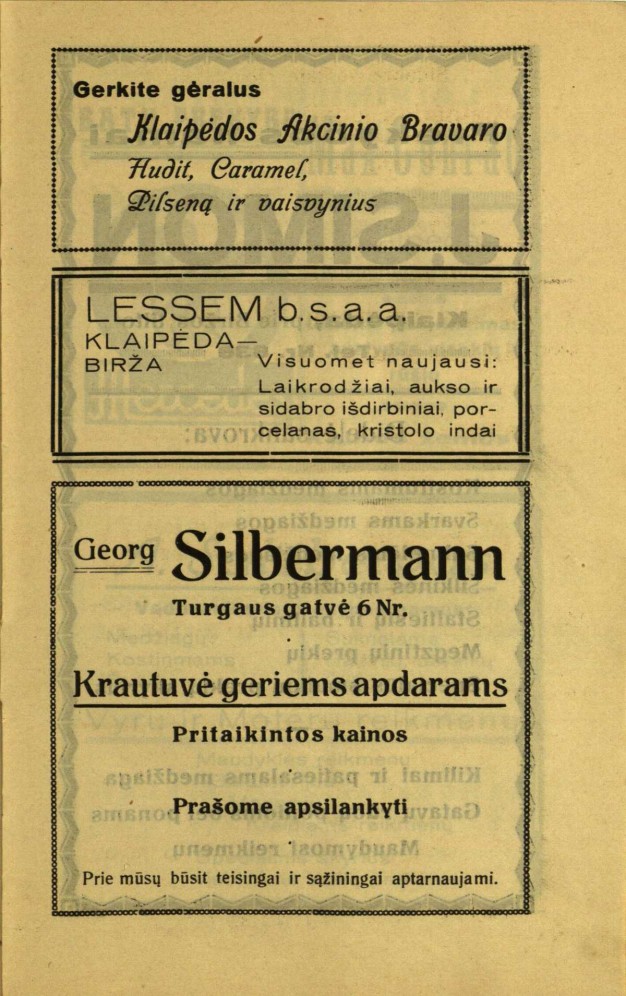 Gerkite gėralus
Klaipėdos Akcinio Bravaro
Audit, Caramel,
Pilseną ir vaisvynius
LESSEM b.s.a.a.
KLAIPĖDA—
BIRŽA
Visuomet naujausi:
Laikrodžiai, aukso ir
sidabro išdirbiniai, por-
celanas, kristolo indai
Georg Silbermann
Turgaus gatvė 6 Nr.
Krautuvė geriems apdarams
Pritaikintos kainos
Prašome apsilankyti
Prie mūsų būsit teisingai ir sąžiningai aptarnaujami.